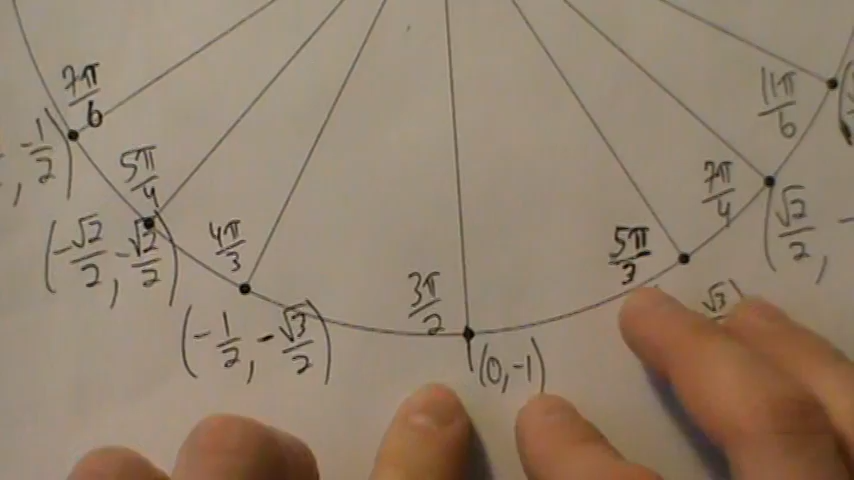 7π/6
-1/2)
5π/4
(-√2/2, -√2/2)
4π/3
(-1/2, -√3/2)
3π/2
(0,-1)
5π/3
√3
7π/4
(√2/2, -
11π/6